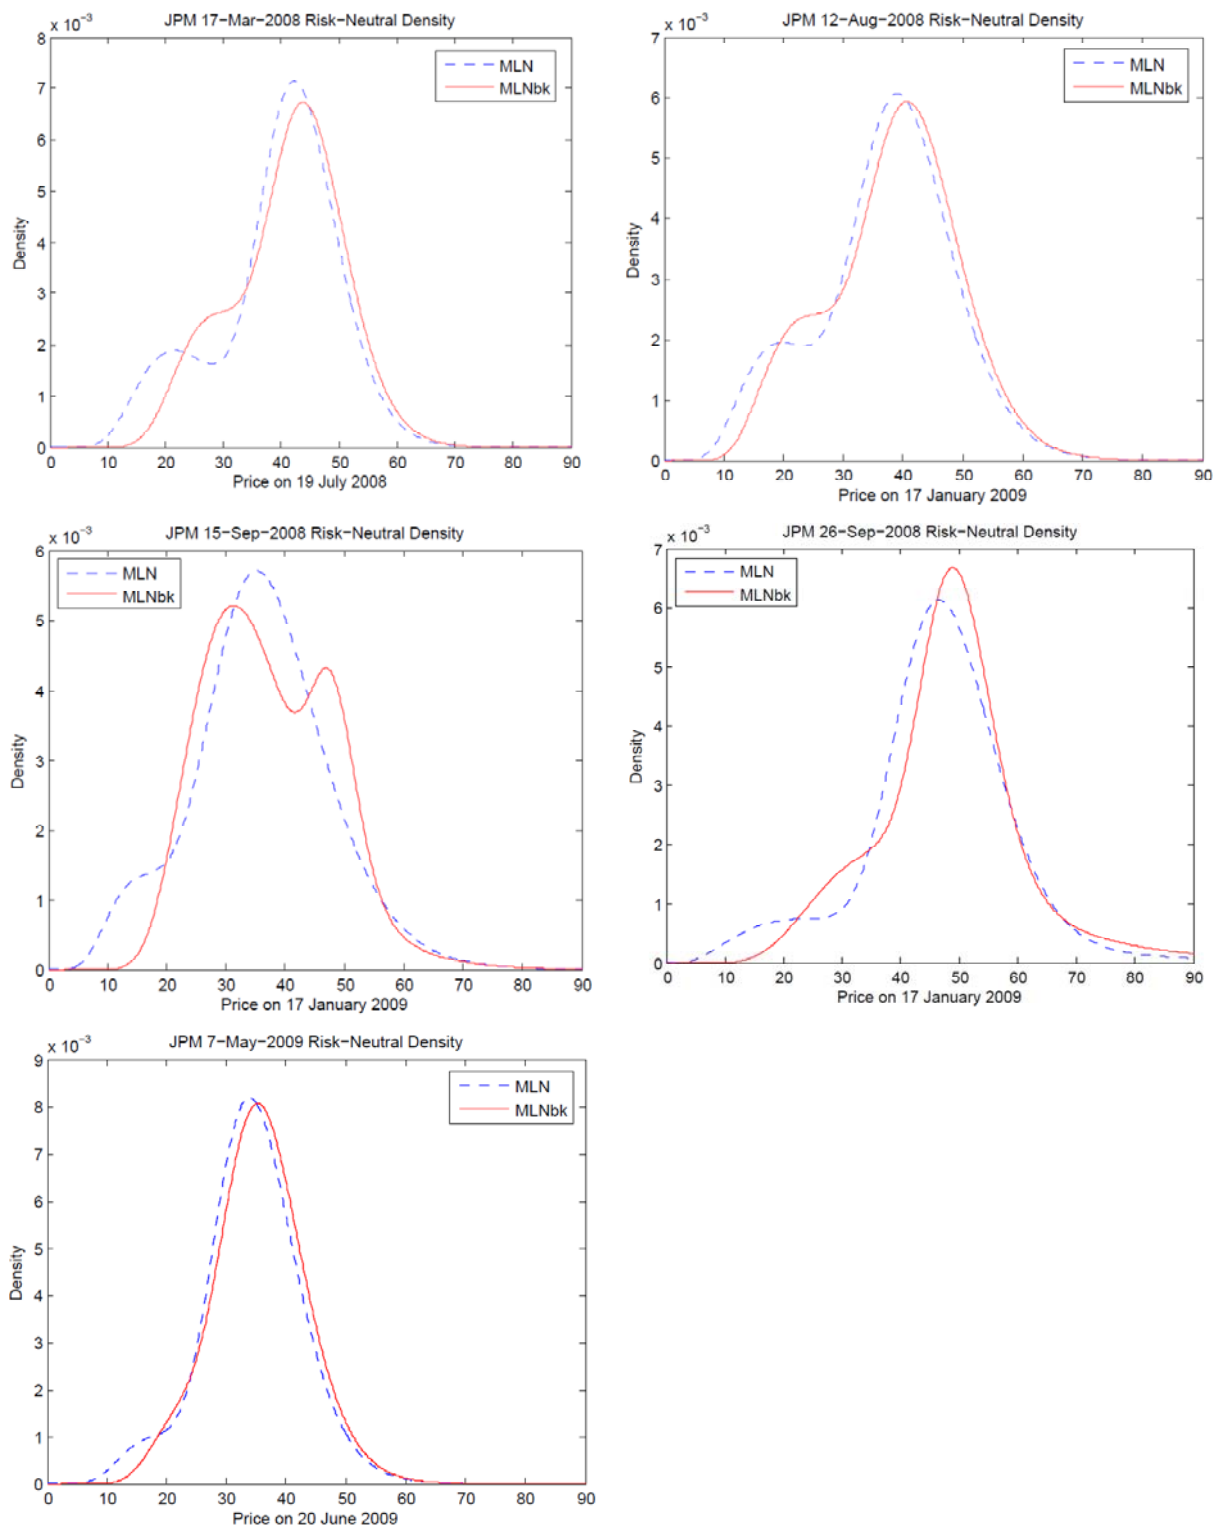 JPM 17−Mar−2008 Risk−Neutral Density
x 10⁻³
8
7
6
5
4
3
2
1
0
Density
MLN
MLNbk
0 10 20 30 40 50 60 70 80 90
Price on 19 July 2008
JPM 12−Aug−2008 Risk−Neutral Density
x 10⁻³
7
6
5
4
3
2
1
0
Density
MLN
MLNbk
0 10 20 30 40 50 60 70 80 90
Price on 17 January 2009
JPM 15−Sep−2008 Risk−Neutral Density
x 10⁻³
6
5
4
3
2
1
0
Density
MLN
MLNbk
0 10 20 30 40 50 60 70 80 90
Price on 17 January 2009
JPM 26−Sep−2008 Risk−Neutral Density
x 10⁻³
7
6
5
4
3
2
1
0
Density
MLN
MLNbk
0 10 20 30 40 50 60 70 80 90
Price on 17 January 2009
JPM 7−May−2009 Risk−Neutral Density
x 10⁻³
9
8
7
6
5
4
3
2
1
0
Density
MLN
MLNbk
0 10 20 30 40 50 60 70 80 90
Price on 20 June 2009